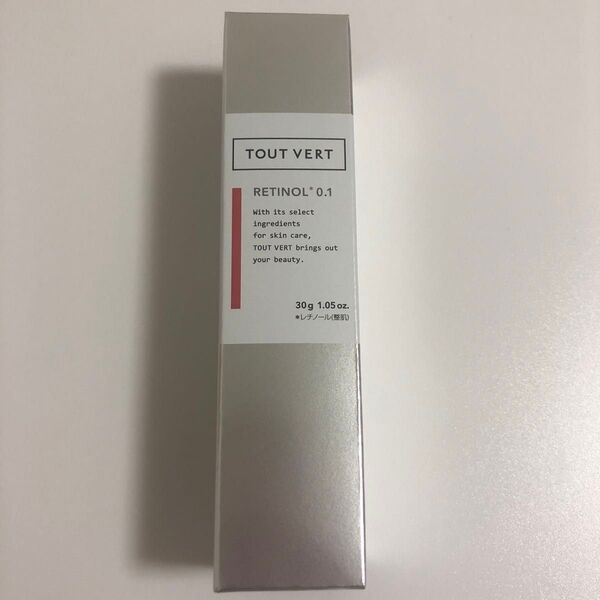 TOUT VERT
RETINOL* 0.1
With its select
ingredients
for skin care,
TOUT VERT brings out
your beauty.
30g 1.05oz.
*レチノール(整肌)